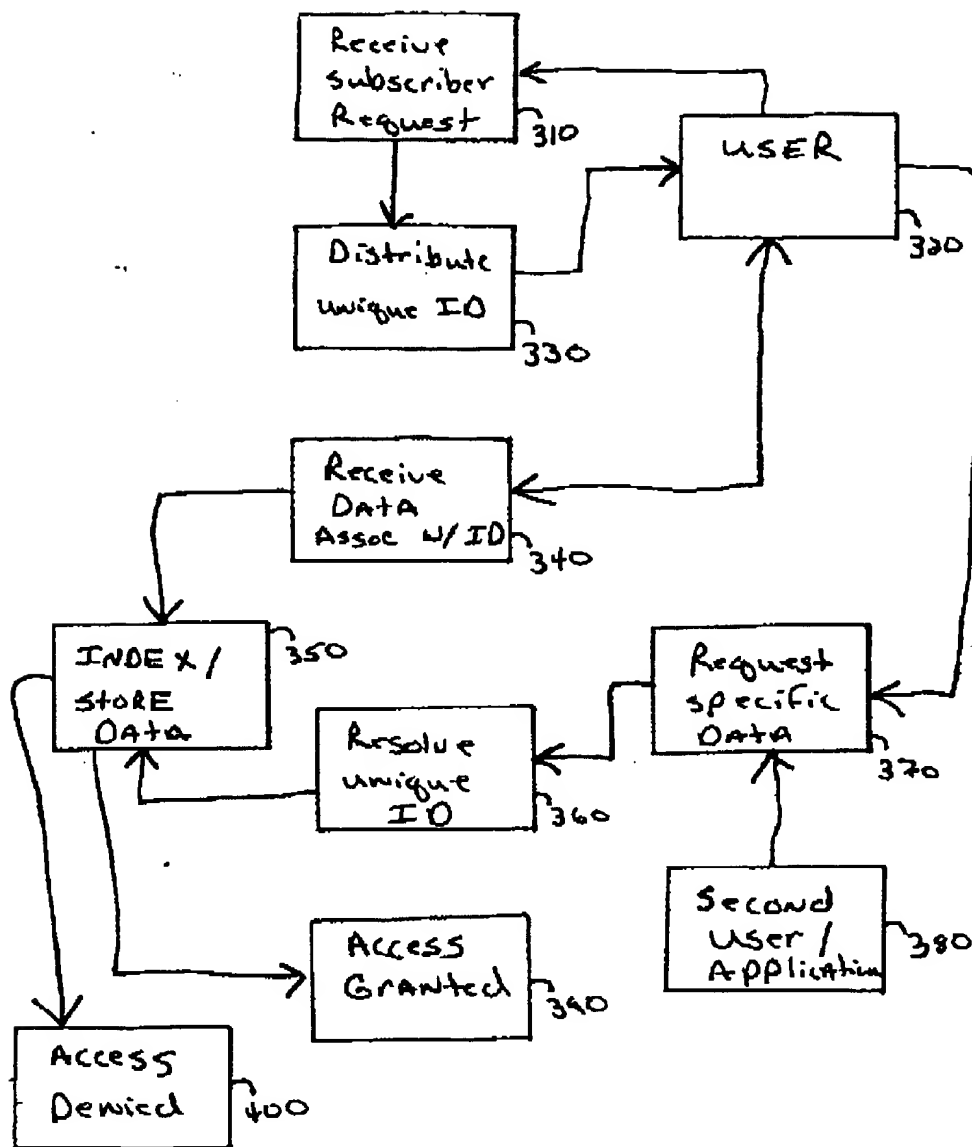 Receive
subscriber
Request
310
USER
320
Distribute
unique ID
330
Receive
DAtA
Assoc W/ID
340
INDEX/
StORE
DAtA
350
Resolve
unique
ID
360
Request
specific
DAtA
370
Second
User/
Application
380
Access
GRANted
390
Access
Denied
400